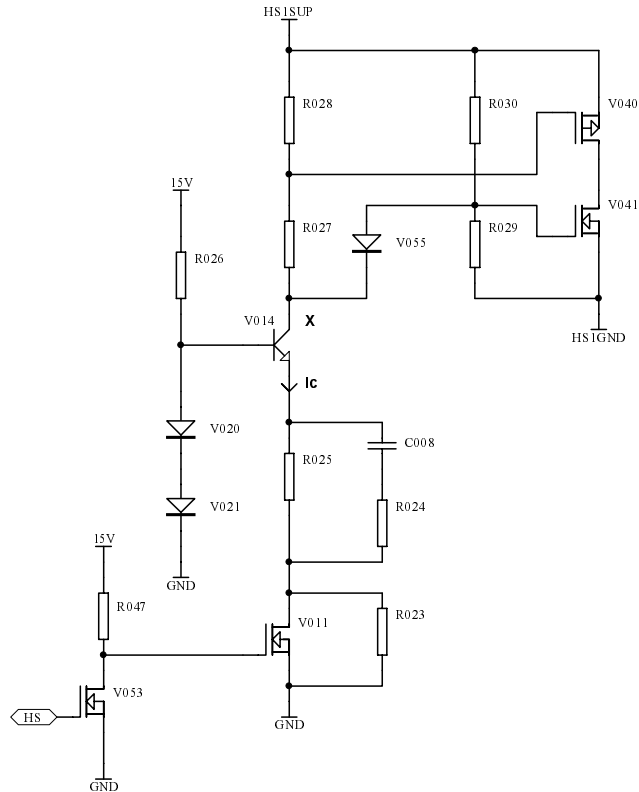 HS1SUP
R028
R030
V040
15V
V041
R027
R029
V055
R026
V014
X
HS1GND
Ic
V020
C008
R025
V021
R024
15V
GND
R047
V011
R023
V053
HS
GND
GND